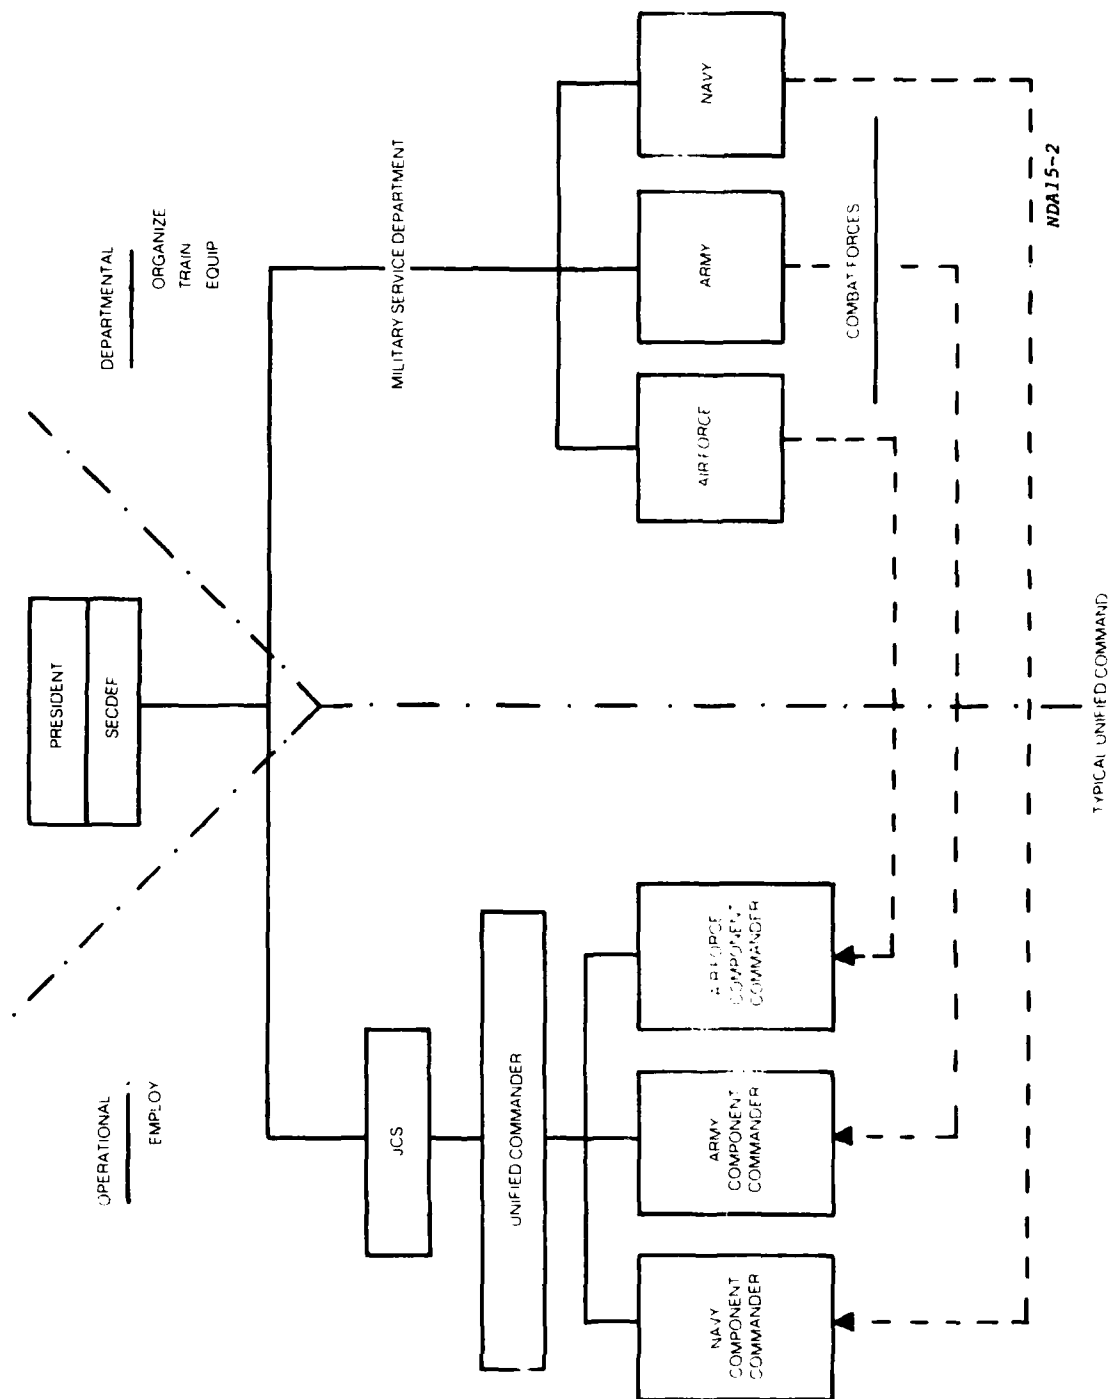 OPERATIONAL
EMPLOY
PRESIDENT
SECDEF
DEPARTMENTAL
ORGANIZE
TRAIN
EQUIP
JCS
UNIFIED COMMANDER
MILITARY SERVICE DEPARTMENT
NAVY
COMPONENT
COMMANDER
ARMY
COMPONENT
COMMANDER
AIR FORCE
COMPONENT
COMMANDER
AIR FORCE
ARMY
NAVY
COMBAT FORCES
TYPICAL UNIFIED COMMAND
NDA15-2